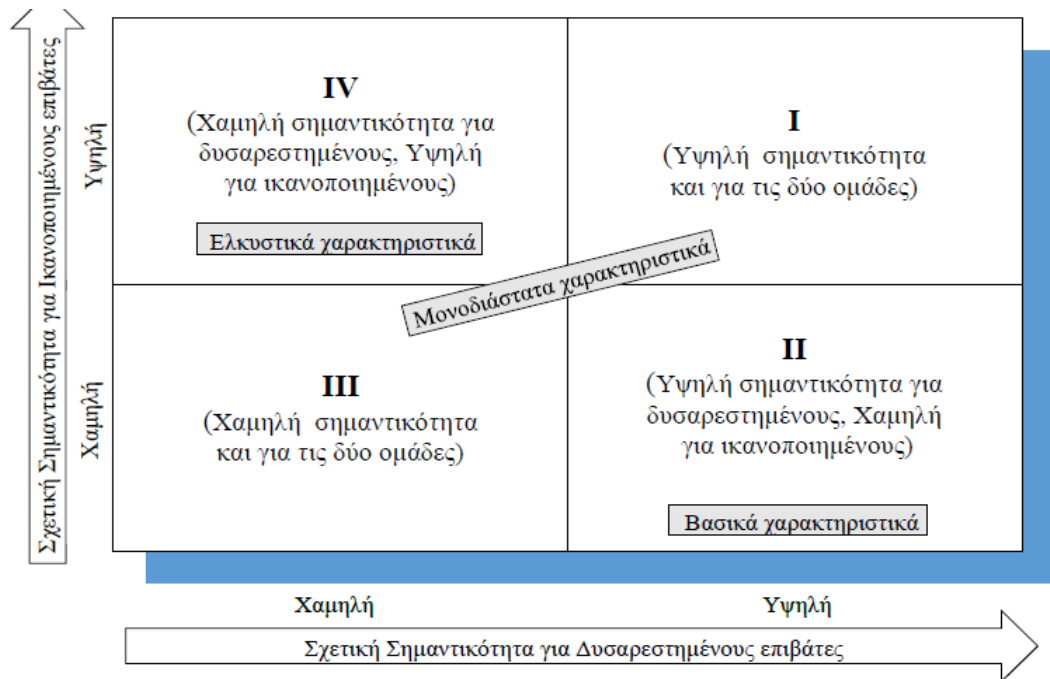 Σχετική Σημαντικότητα για Ικανοποιημένους επιβάτες
Υψηλή
Χαμηλή
IV
(Χαμηλή σημαντικότητα για
δυσαρεστημένους, Υψηλή
για ικανοποιημένους)
Ελκυστικά χαρακτηριστικά
I
(Υψηλή σημαντικότητα
και για τις δύο ομάδες)
Μονοδιάστατα χαρακτηριστικά
III
(Χαμηλή σημαντικότητα
και για τις δύο ομάδες)
II
(Υψηλή σημαντικότητα για
δυσαρεστημένους, Χαμηλή
για ικανοποιημένους)
Βασικά χαρακτηριστικά
Χαμηλή
Υψηλή
Σχετική Σημαντικότητα για Δυσαρεστημένους επιβάτες